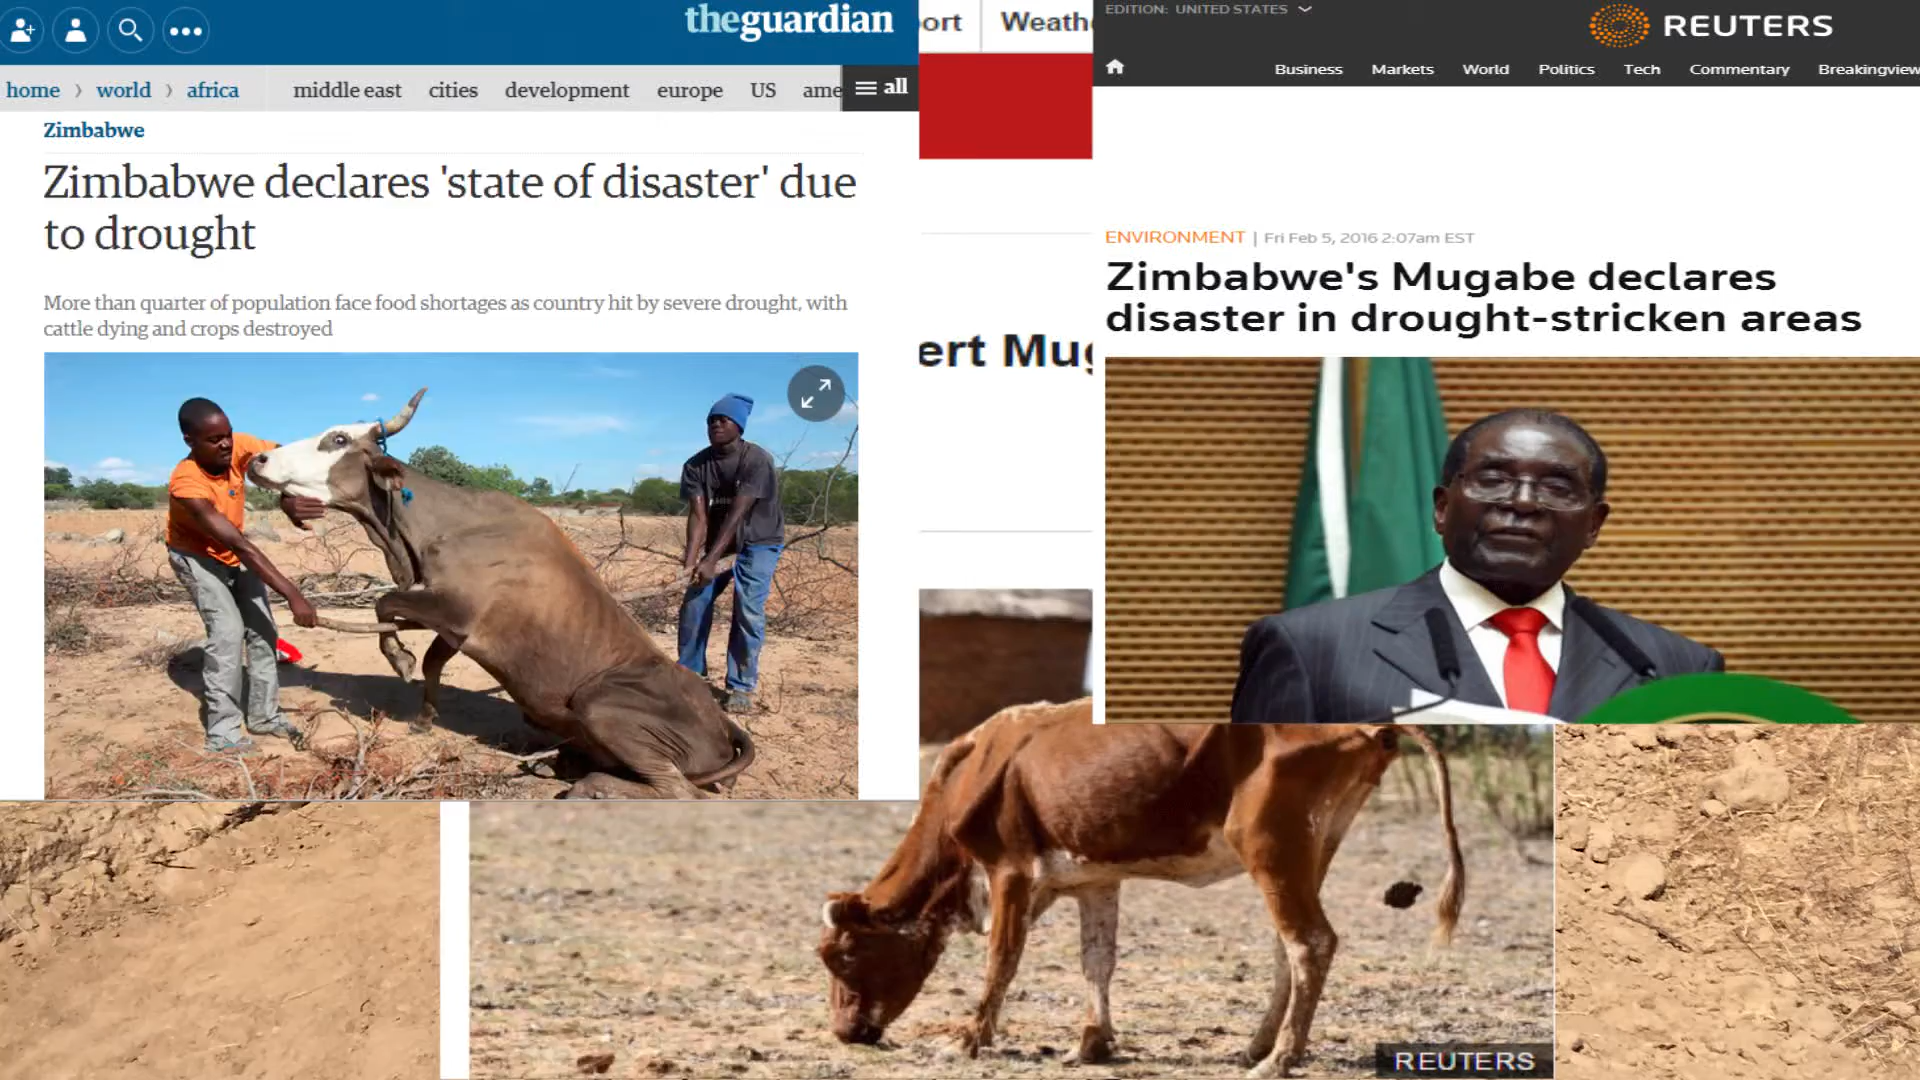 theguardian
home › world › africa middle east cities development europe US ame all
Zimbabwe
Zimbabwe declares 'state of disaster' due
to drought
More than quarter of population face food shortages as country hit by severe drought, with
cattle dying and crops destroyed
ort Weath
ert Mug
EDITION: UNITED STATES
REUTERS
Business Markets World Politics Tech Commentary Breakingview
ENVIRONMENT | Fri Feb 5, 2016 2:07am EST
Zimbabwe's Mugabe declares
disaster in drought-stricken areas
REUTERS